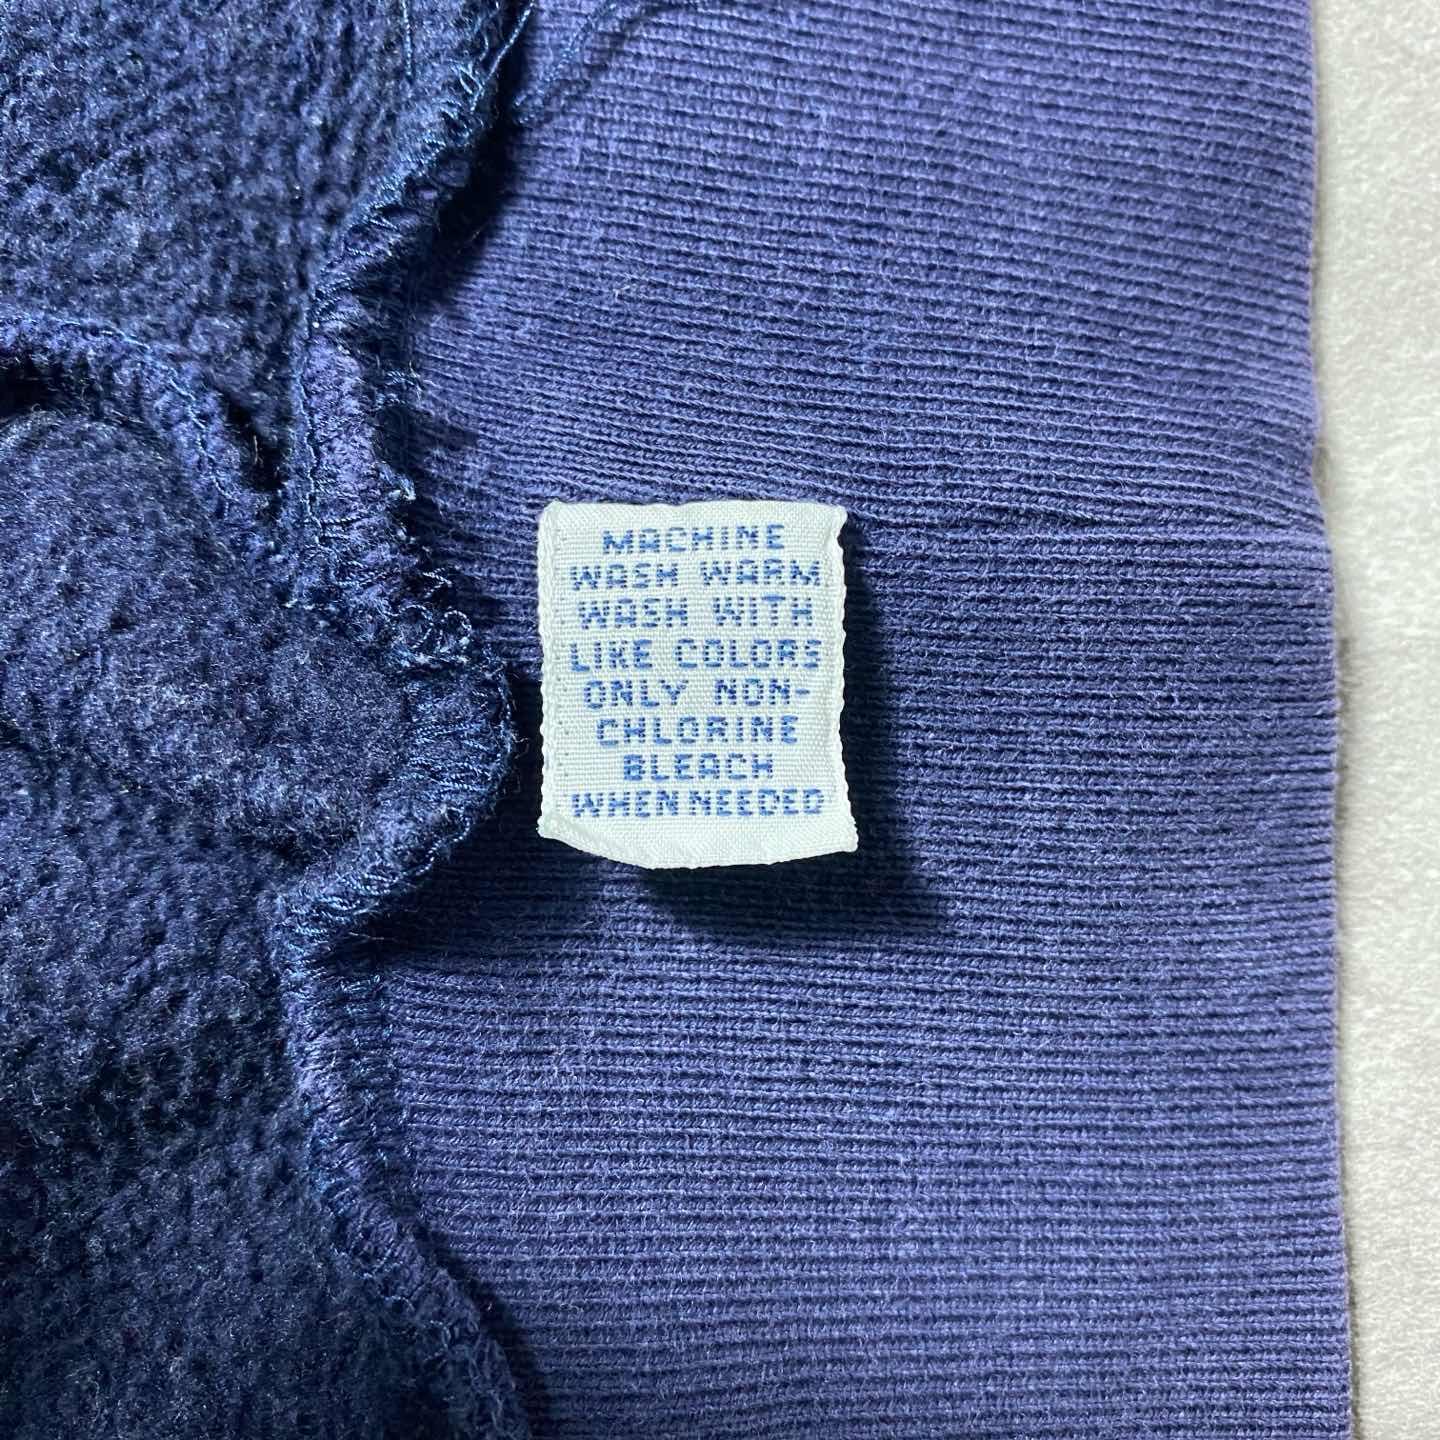 MACHINE
WASH WARM
WASH WITH
LIKE COLORS
ONLY NON-
CHLORINE
BLEACH
WHEN NEEDED